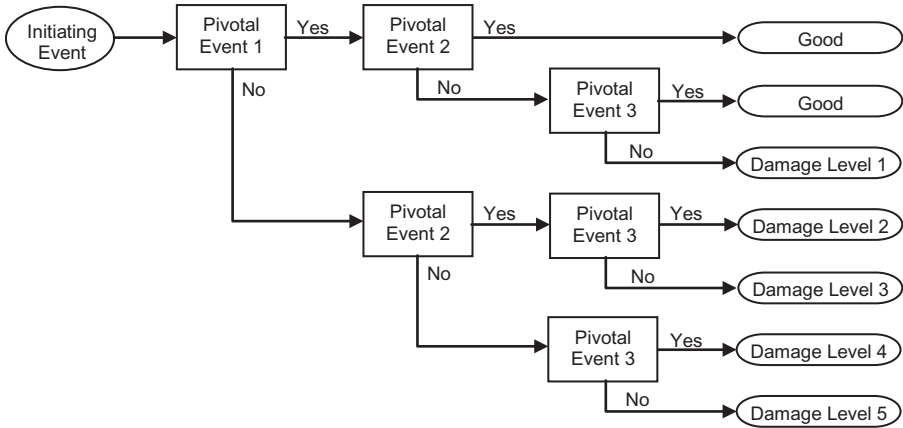 Initiating
Event
Pivotal
Event 1
Yes
Pivotal
Event 2
Yes
Good
No
No
Pivotal
Event 3
Yes
Good
No
Damage Level 1
Pivotal
Event 2
Yes
Pivotal
Event 3
Yes
Damage Level 2
No
No
Damage Level 3
Pivotal
Event 3
Yes
Damage Level 4
No
Damage Level 5